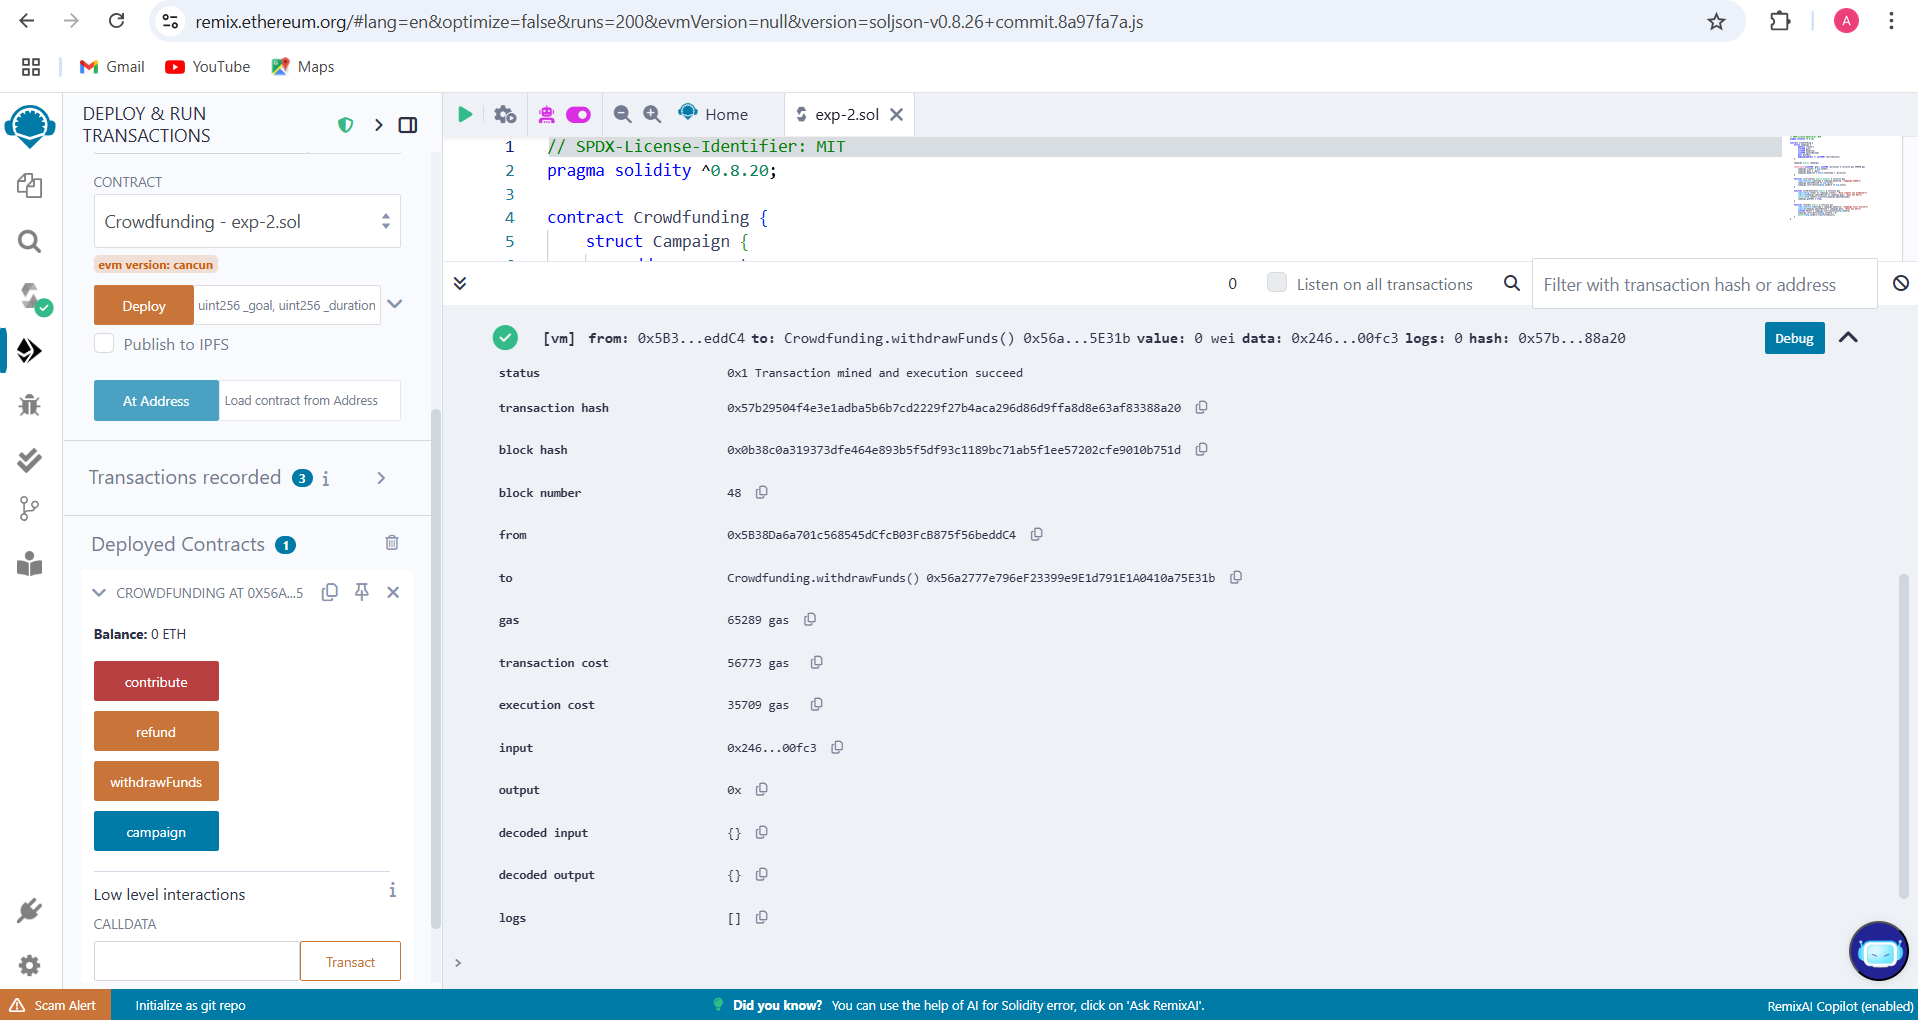 remix.ethereum.org/#lang=en&optimize=false&runs=200&evmVersion=null&version=soljson-v0.8.26+commit.8a97fa7a.js
A
Gmail YouTube Maps
DEPLOY & RUN
TRANSACTIONS
CONTRACT
Crowdfunding - exp-2.sol
evm version: cancun
Deploy uint256 _goal, uint256 _duration
Publish to IPFS
At Address Load contract from Address
Transactions recorded 3 i
Deployed Contracts 1
CROWDFUNDING AT 0X56A...5
Balance: 0 ETH
contribute
refund
withdrawFunds
campaign
Low level interactions i
CALLDATA
Transact
Home exp-2.sol
1 // SPDX-License-Identifier: MIT
2 pragma solidity ^0.8.20;
3
4 contract Crowdfunding {
5 struct Campaign {
0 Listen on all transactions Filter with transaction hash or address
[vm] from: 0x5B3...eddC4 to: Crowdfunding.withdrawFunds() 0x56a...5E31b value: 0 wei data: 0x246...00fc3 logs: 0 hash: 0x57b...88a20 Debug
status 0x1 Transaction mined and execution succeed
transaction hash 0x57b29504f4e3e1adba5b6b7cd2229f27b4aca296d86d9ffa8d8e63af83388a20
block hash 0x0b38c0a319373dfe464e893b5f5df93c1189bc71ab5f1ee57202cfe9010b751d
block number 48
from 0x5B38Da6a701c568545dCfcB03FcB875f56beddC4
to Crowdfunding.withdrawFunds() 0x56a2777e796eF23399e9E1d791E1A0410a75E31b
gas 65289 gas
transaction cost 56773 gas
execution cost 35709 gas
input 0x246...00fc3
output 0x
decoded input {}
decoded output {}
logs []
>
Scam Alert Initialize as git repo Did you know? You can use the help of AI for Solidity error, click on 'Ask RemixAI'. RemixAI Copilot (enabled)